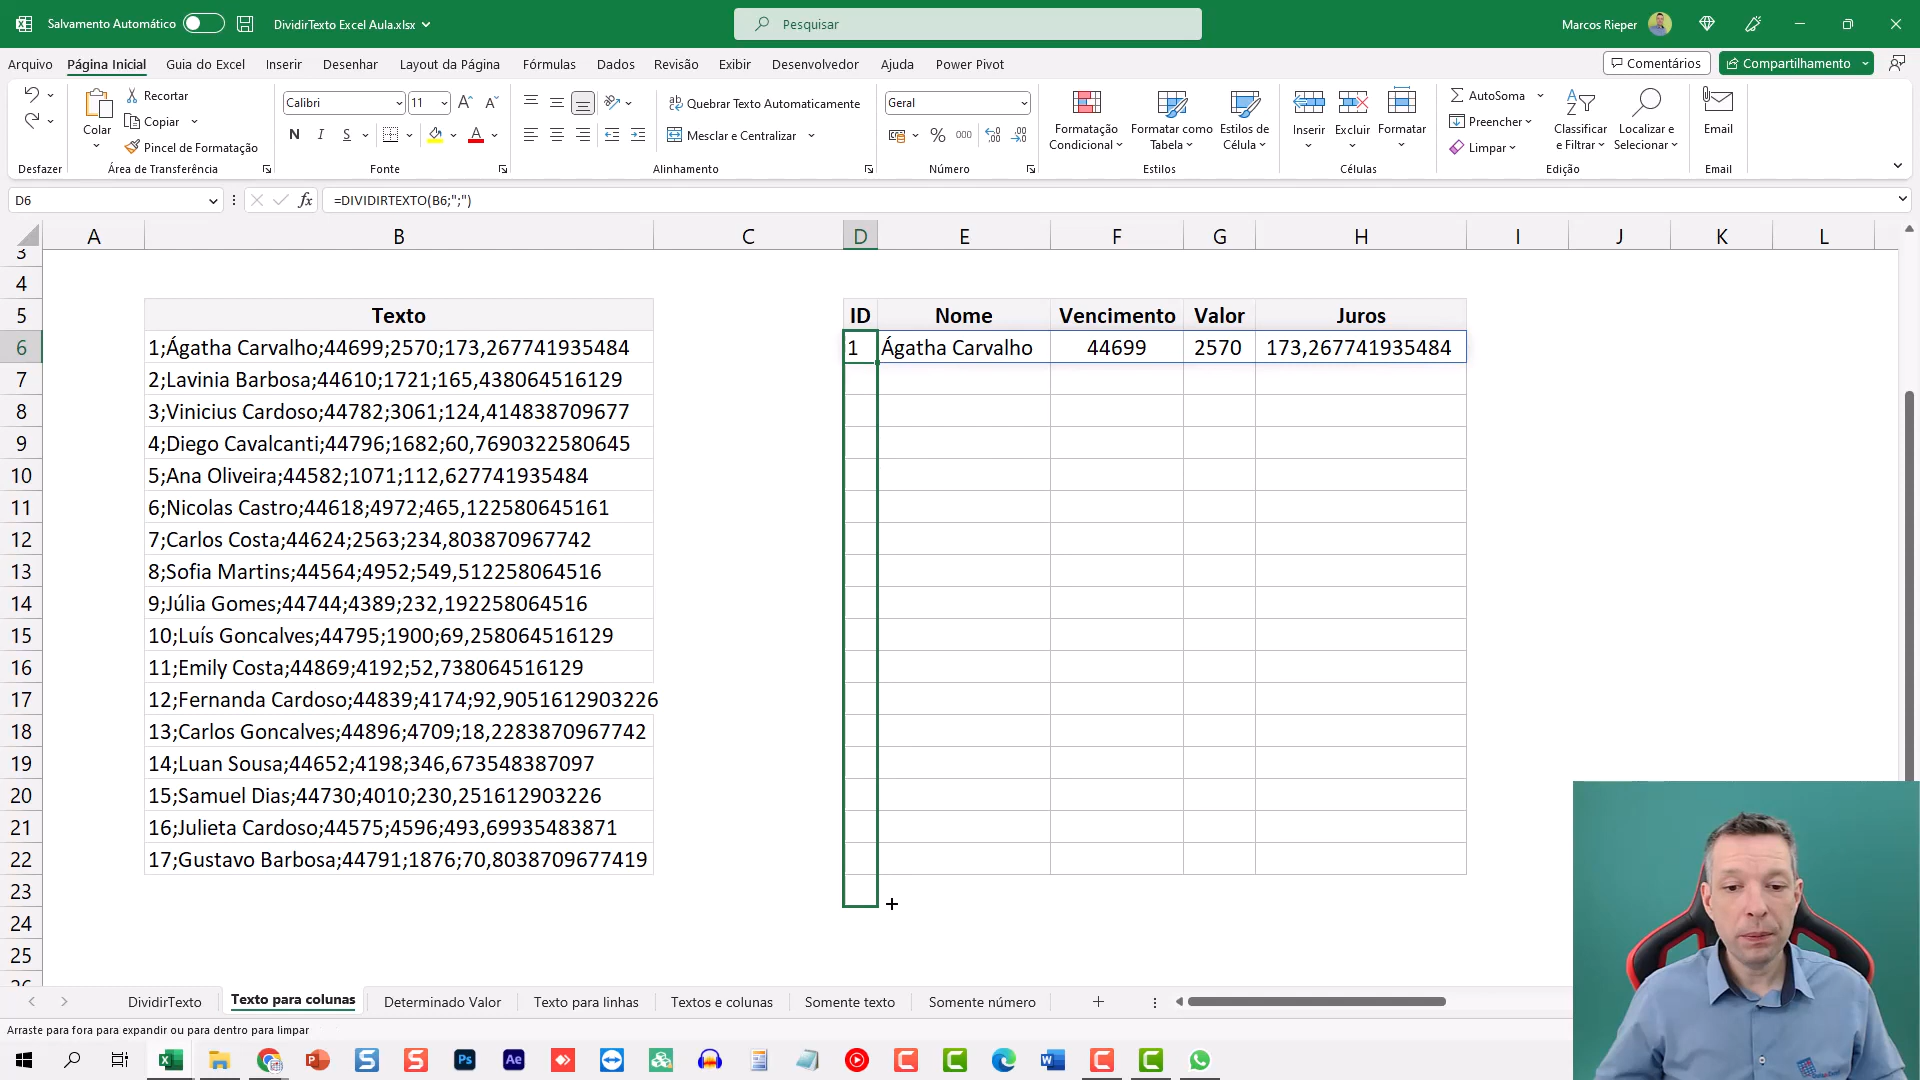 Salvamento Automático
DividirTexto Excel Aula.xlsx
Pesquisar
Marcos Rieper
Arquivo
Página Inicial
Guia do Excel
Inserir
Desenhar
Layout da Página
Fórmulas
Dados
Revisão
Exibir
Desenvolvedor
Ajuda
Power Pivot
Comentários
Compartilhamento
Colar
Recortar
Copiar
Pincel de Formatação
Calibri
11
N I S
Quebrar Texto Automaticamente
Mesclar e Centralizar
Geral
% 000
Formatação Condicional
Formatar como Tabela
Estilos de Célula
Inserir
Excluir
Formatar
AutoSoma
Preencher
Limpar
Classificar e Filtrar
Localizar e Selecionar
Email
Desfazer
Área de Transferência
Fonte
Alinhamento
Número
Estilos
Células
Edição
Email
D6
fx
=DIVIDIRTEXTO(B6;";")
A B C D E F G H I J K L
3
4
5 Texto ID Nome Vencimento Valor Juros
6 1;Ágatha Carvalho;44699;2570;173,267741935484 1 Ágatha Carvalho 44699 2570 173,267741935484
7 2;Lavinia Barbosa;44610;1721;165,438064516129
8 3;Vinicius Cardoso;44782;3061;124,414838709677
9 4;Diego Cavalcanti;44796;1682;60,7690322580645
10 5;Ana Oliveira;44582;1071;112,627741935484
11 6;Nicolas Castro;44618;4972;465,122580645161
12 7;Carlos Costa;44624;2563;234,803870967742
13 8;Sofia Martins;44564;4952;549,512258064516
14 9;Júlia Gomes;44744;4389;232,192258064516
15 10;Luís Goncalves;44795;1900;69,258064516129
16 11;Emily Costa;44869;4192;52,738064516129
17 12;Fernanda Cardoso;44839;4174;92,9051612903226
18 13;Carlos Goncalves;44896;4709;18,2283870967742
19 14;Luan Sousa;44652;4198;346,673548387097
20 15;Samuel Dias;44730;4010;230,251612903226
21 16;Julieta Cardoso;44575;4596;493,69935483871
22 17;Gustavo Barbosa;44791;1876;70,8038709677419
23
24
25
DividirTexto
Texto para colunas
Determinado Valor
Texto para linhas
Textos e colunas
Somente texto
Somente número
Arraste para fora para expandir ou para dentro para limpar